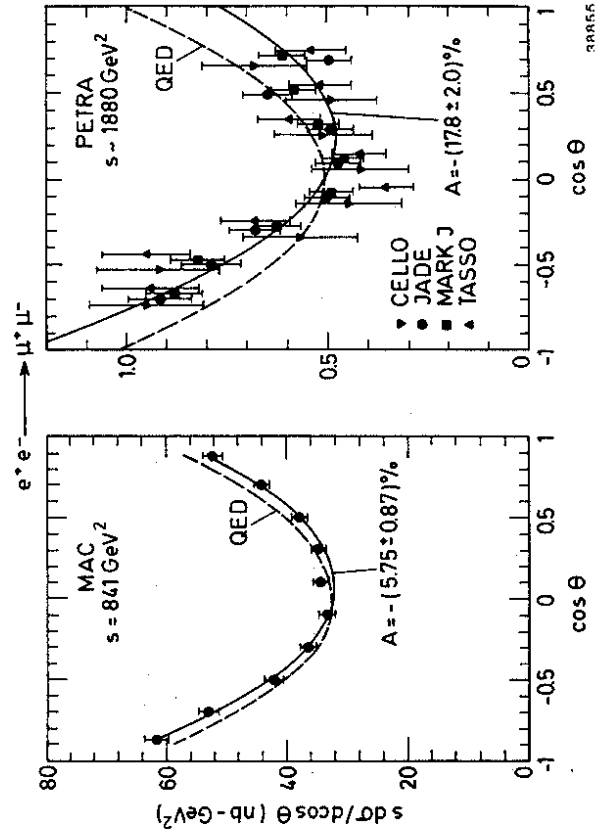 e⁺e⁻ → μ⁺μ⁻
MAC
s = 841 GeV²
QED
A = -(5.75 ± 0.87)%
s dσ/dcosθ (nb-GeV²)
80
60
40
20
0
-1
-0.5
0
0.5
1
cos θ
PETRA
s ~ 1880 GeV²
QED
A = -(17.8 ± 2.0)%
▼ CELLO
● JADE
■ MARK J
▲ TASSO
1.0
0.5
0
-1
-0.5
0
0.5
1
cos θ